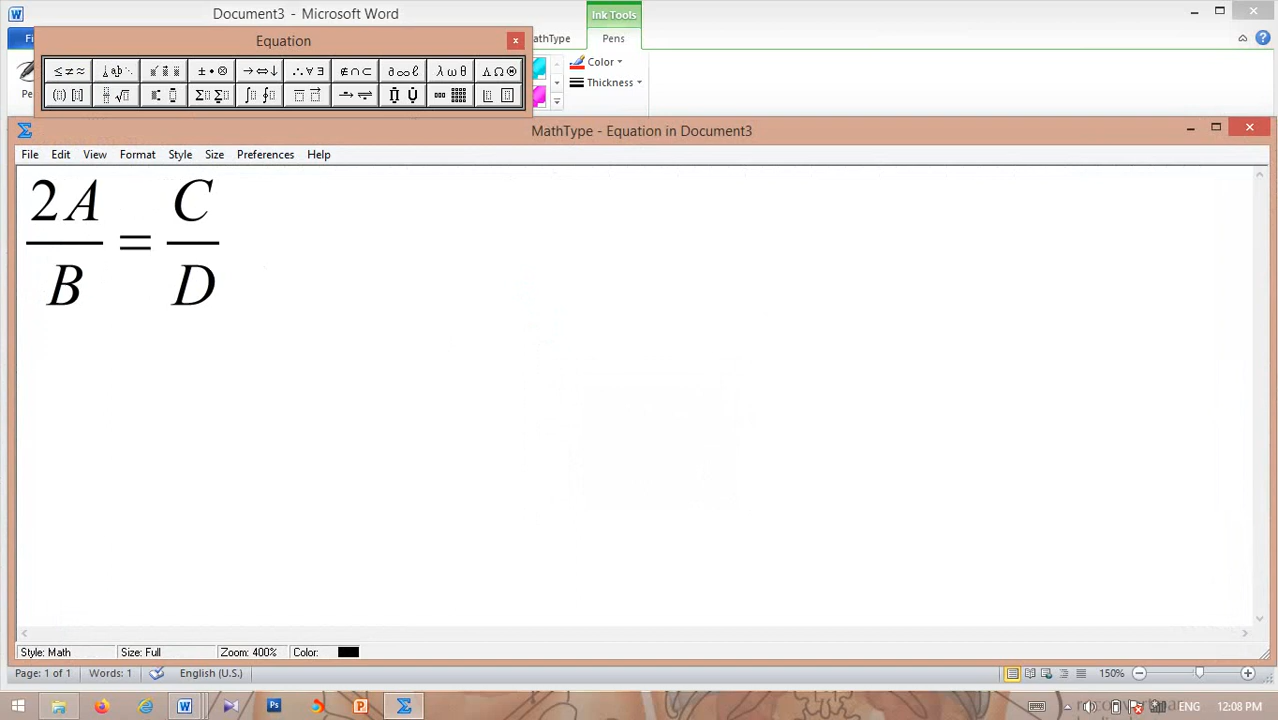 Document3 - Microsoft Word
Ink Tools
Equation
MathType
Pens
Color
Thickness
≤ ≠ ≈
± • ⊗
→ ⇔ ↓
∴ ∀ ∃
∉ ∩ ⊂
∂ ∞ ℓ
λ ω θ
Λ Ω ⊛
MathType - Equation in Document3
File Edit View Format Style Size Preferences Help
2A/B = C/D
Style: Math Size: Full Zoom: 400% Color:
Page: 1 of 1 Words: 1 English (U.S.) 150%
ENG 12:08 PM